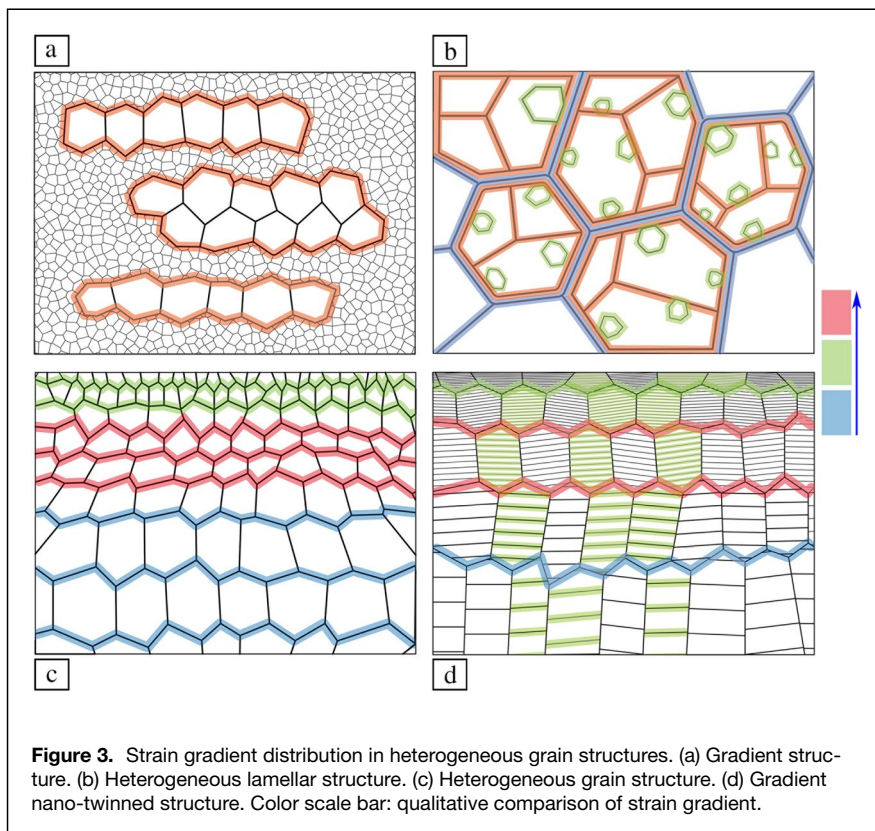 a
b
c
d
Figure 3. Strain gradient distribution in heterogeneous grain structures. (a) Gradient struc-
ture. (b) Heterogeneous lamellar structure. (c) Heterogeneous grain structure. (d) Gradient
nano-twinned structure. Color scale bar: qualitative comparison of strain gradient.